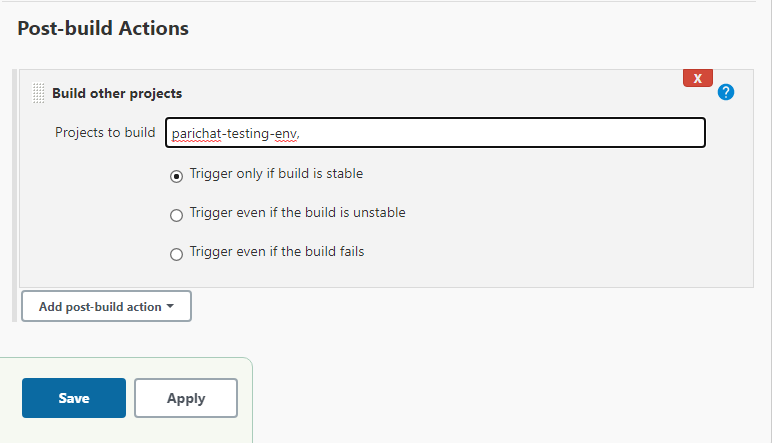 Post-build Actions
X
Build other projects
?
Projects to build parichat-testing-env,
Trigger only if build is stable
Trigger even if the build is unstable
Trigger even if the build fails
Add post-build action
Save Apply